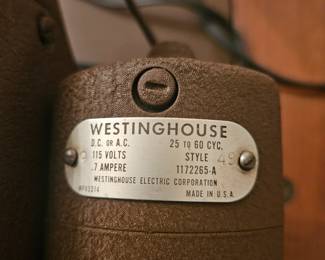 WESTINGHOUSE
D.C. OR A.C. 25 TO 60 CYC.
115 VOLTS STYLE
.7 AMPERE 1172265-A
WESTINGHOUSE ELECTRIC CORPORATION
MADE IN U.S.A.